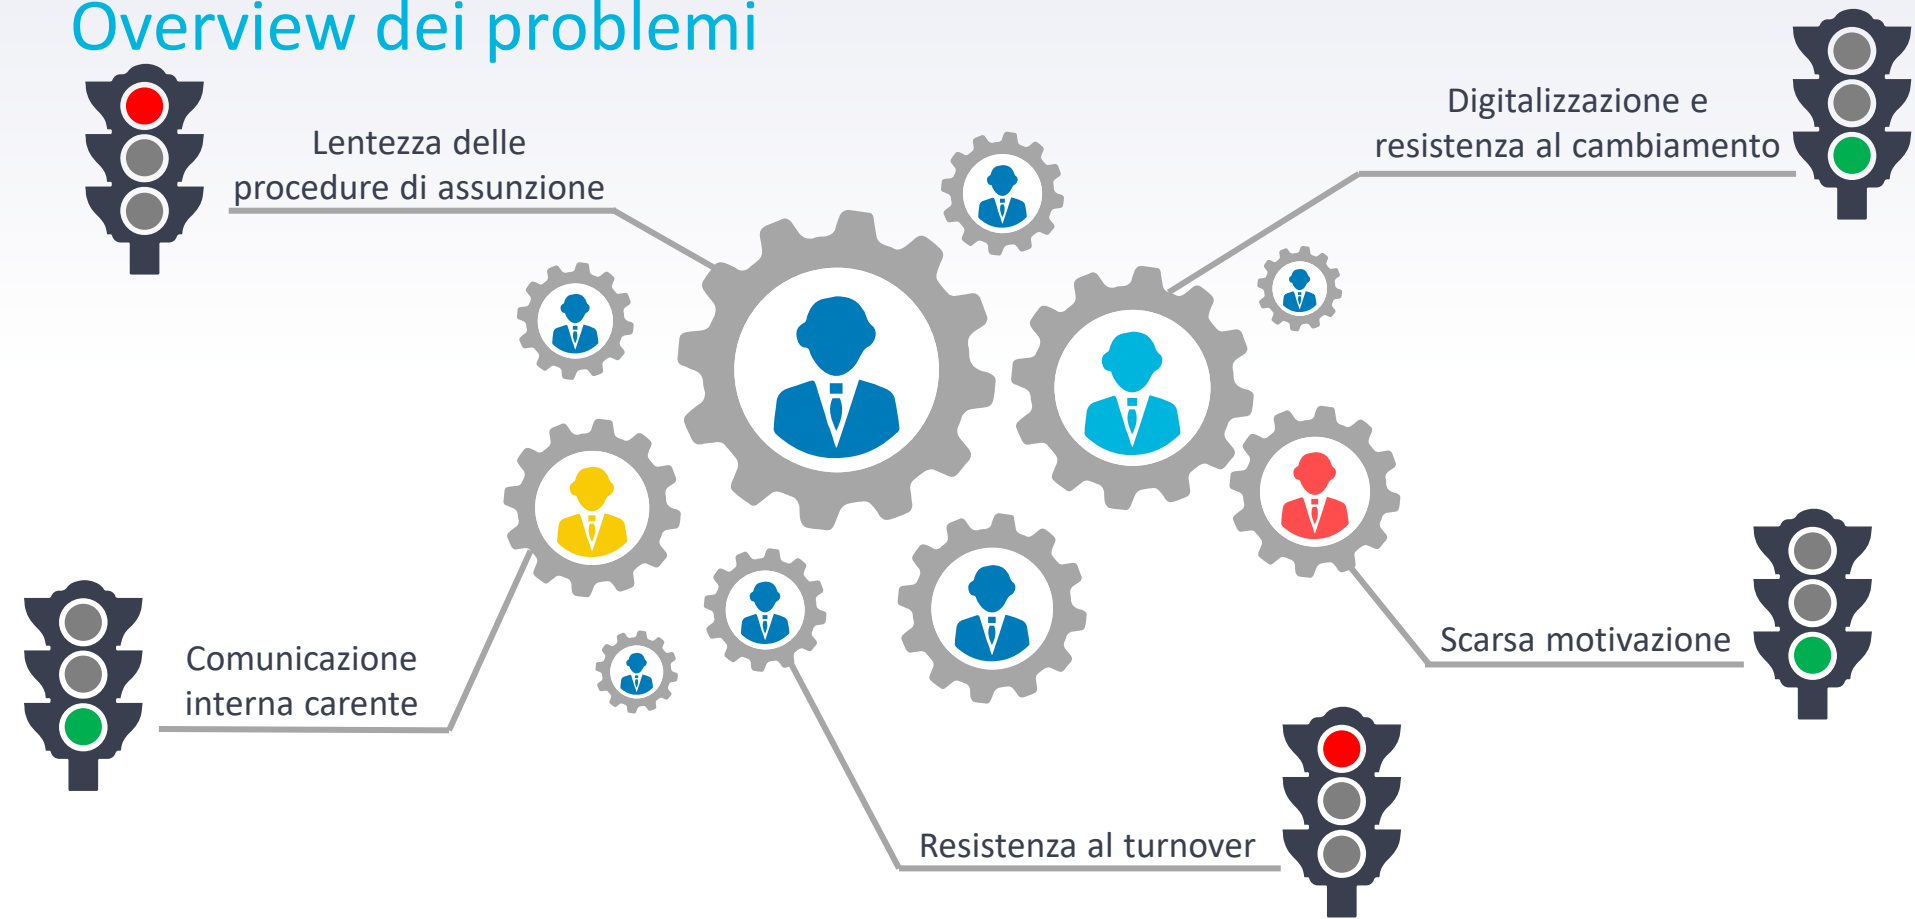 Overview dei problemi
Lentezza delle
procedure di assunzione
Digitalizzazione e
resistenza al cambiamento
Comunicazione
interna carente
Scarsa motivazione
Resistenza al turnover